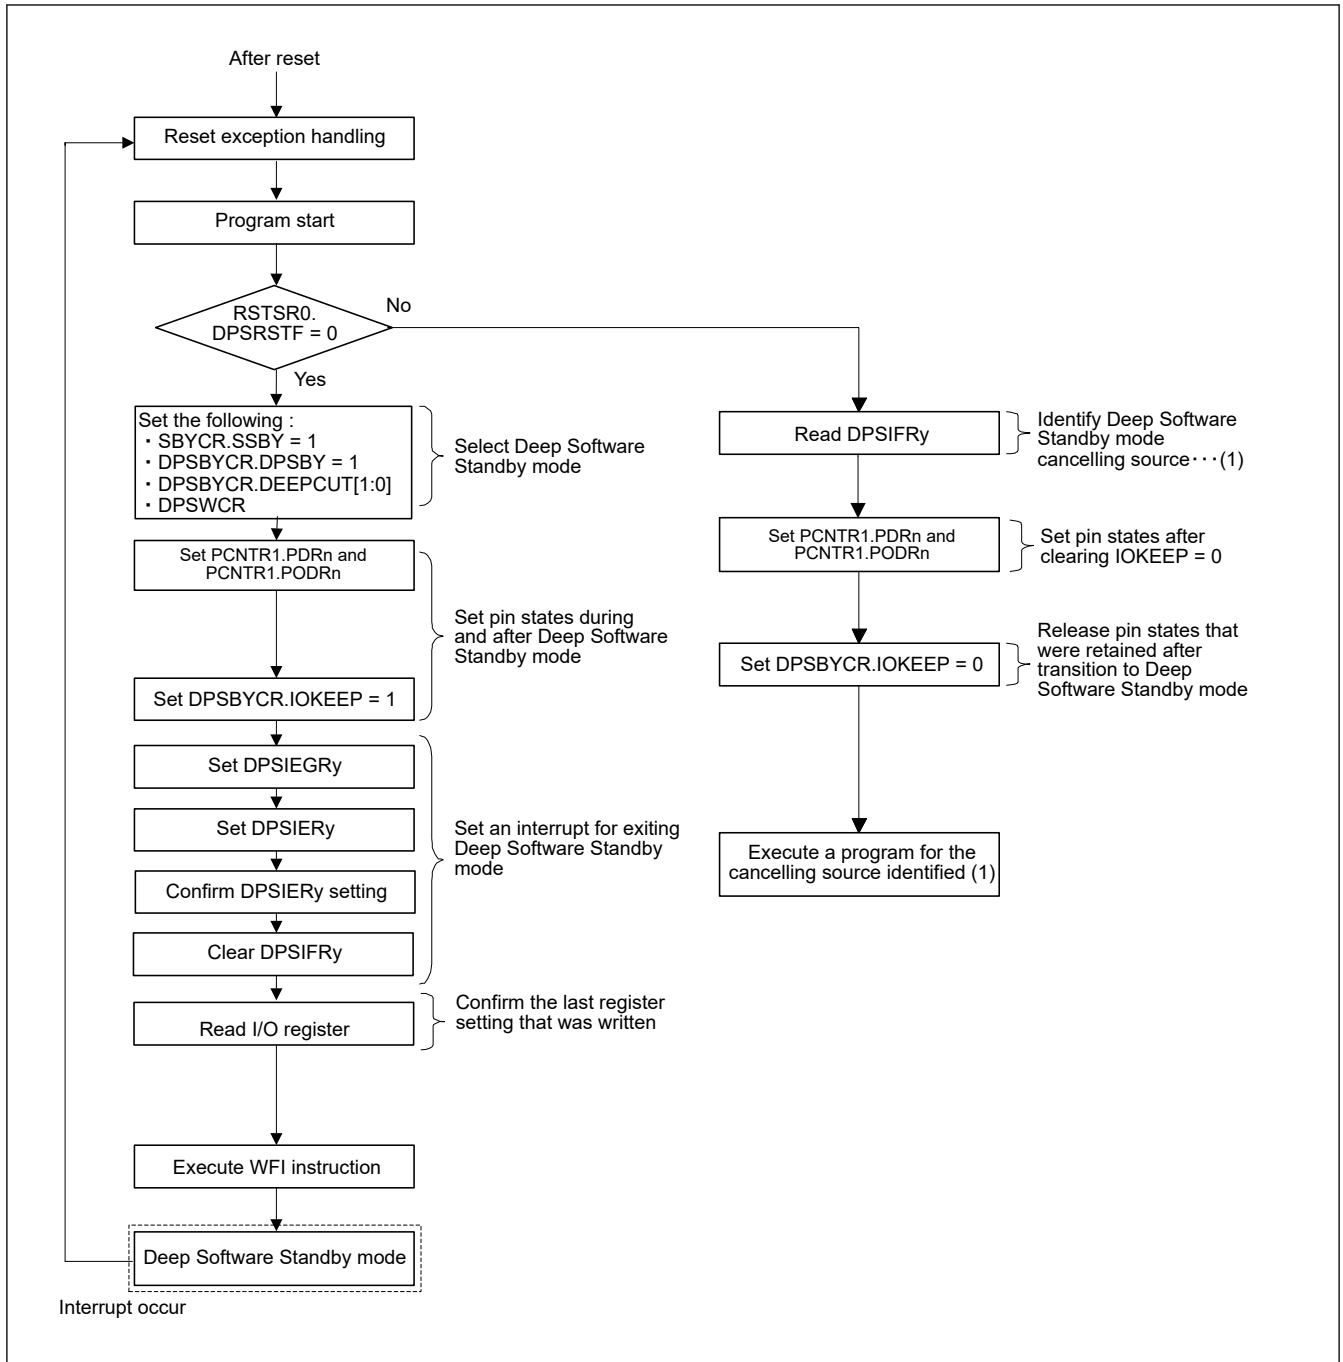 After reset
Reset exception handling
Program start
RSTSR0.
DPSRSTF = 0
No
Yes
Set the following :
・SBYCR.SSBY = 1
・DPSBYCR.DPSBY = 1
・DPSBYCR.DEEPCUT[1:0]
・DPSWCR
Select Deep Software
Standby mode
Set PCNTR1.PDRn and
PCNTR1.PODRn
Set DPSBYCR.IOKEEP = 1
Set pin states during
and after Deep Software
Standby mode
Set DPSIEGRy
Set DPSIERy
Confirm DPSIERy setting
Clear DPSIFRy
Set an interrupt for exiting
Deep Software Standby
mode
Read I/O register
Confirm the last register
setting that was written
Execute WFI instruction
Deep Software Standby mode
Interrupt occur
Read DPSIFRy
Identify Deep Software
Standby mode
cancelling source･･･(1)
Set PCNTR1.PDRn and
PCNTR1.PODRn
Set pin states after
clearing IOKEEP = 0
Set DPSBYCR.IOKEEP = 0
Release pin states that
were retained after
transition to Deep
Software Standby mode
Execute a program for the
cancelling source identified (1)